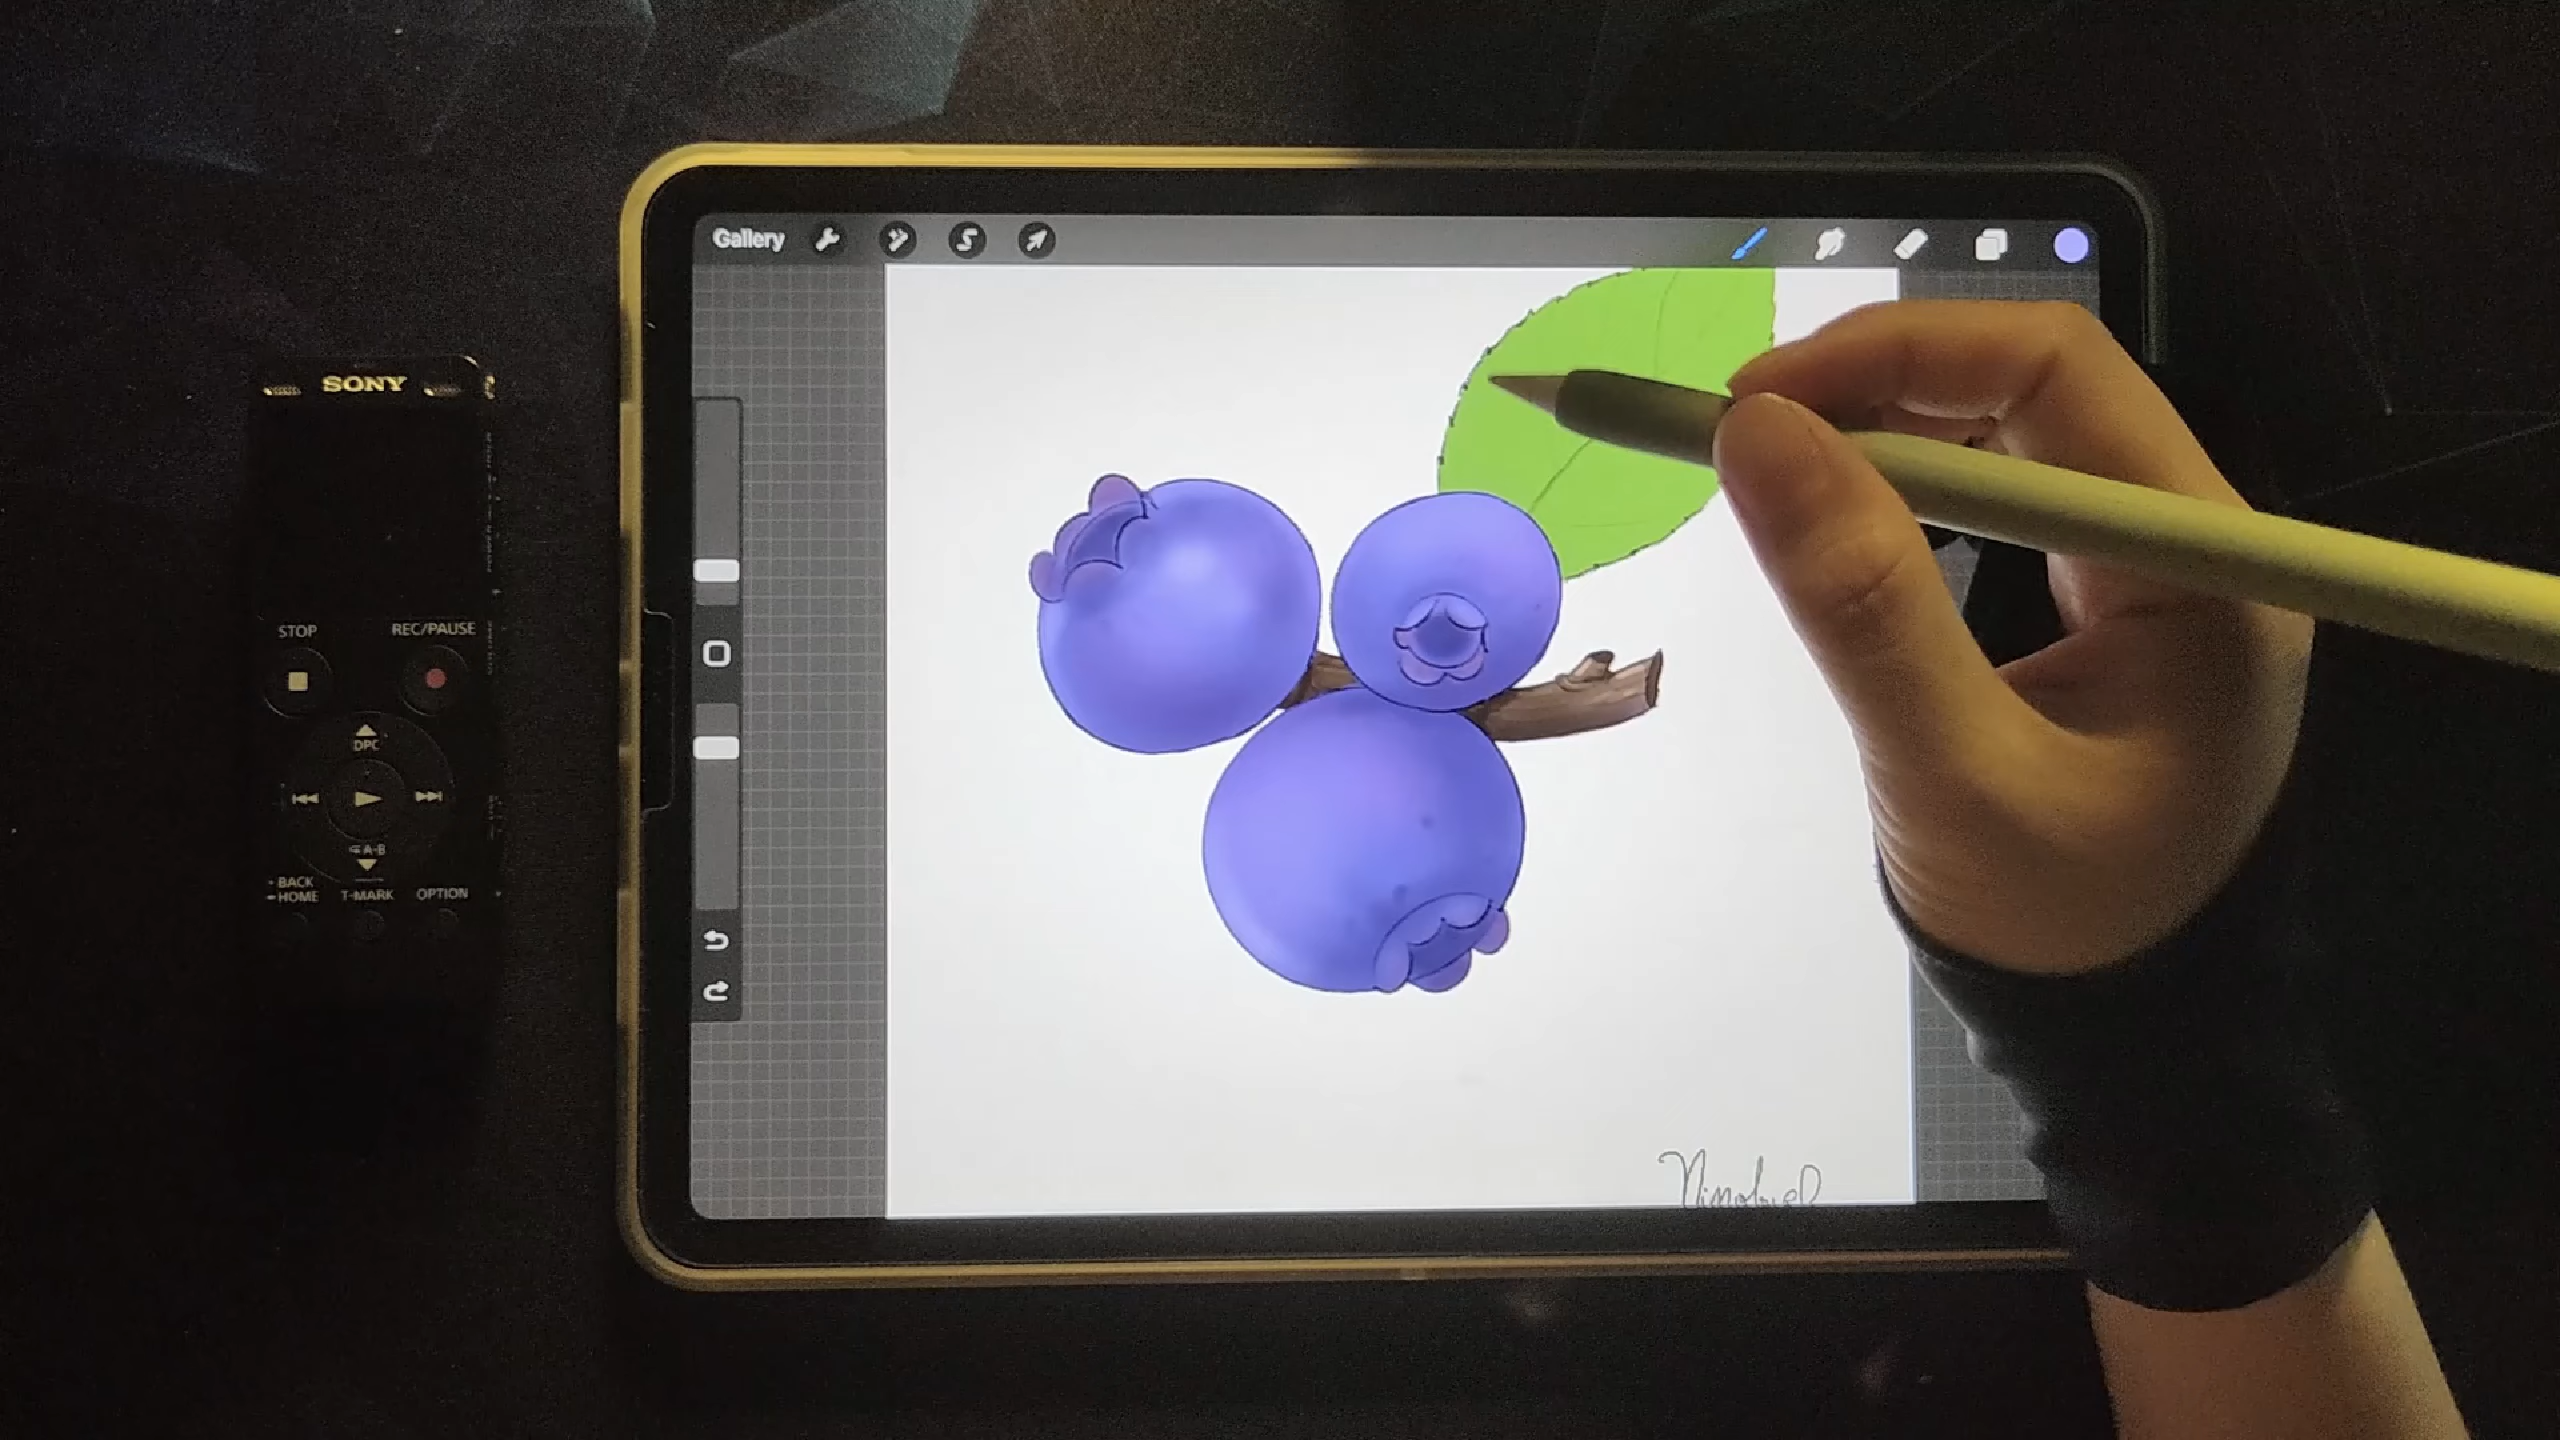 SONY
STOP
REC/PAUSE
DPC
A-B
BACK
HOME
T-MARK
OPTION
Gallery